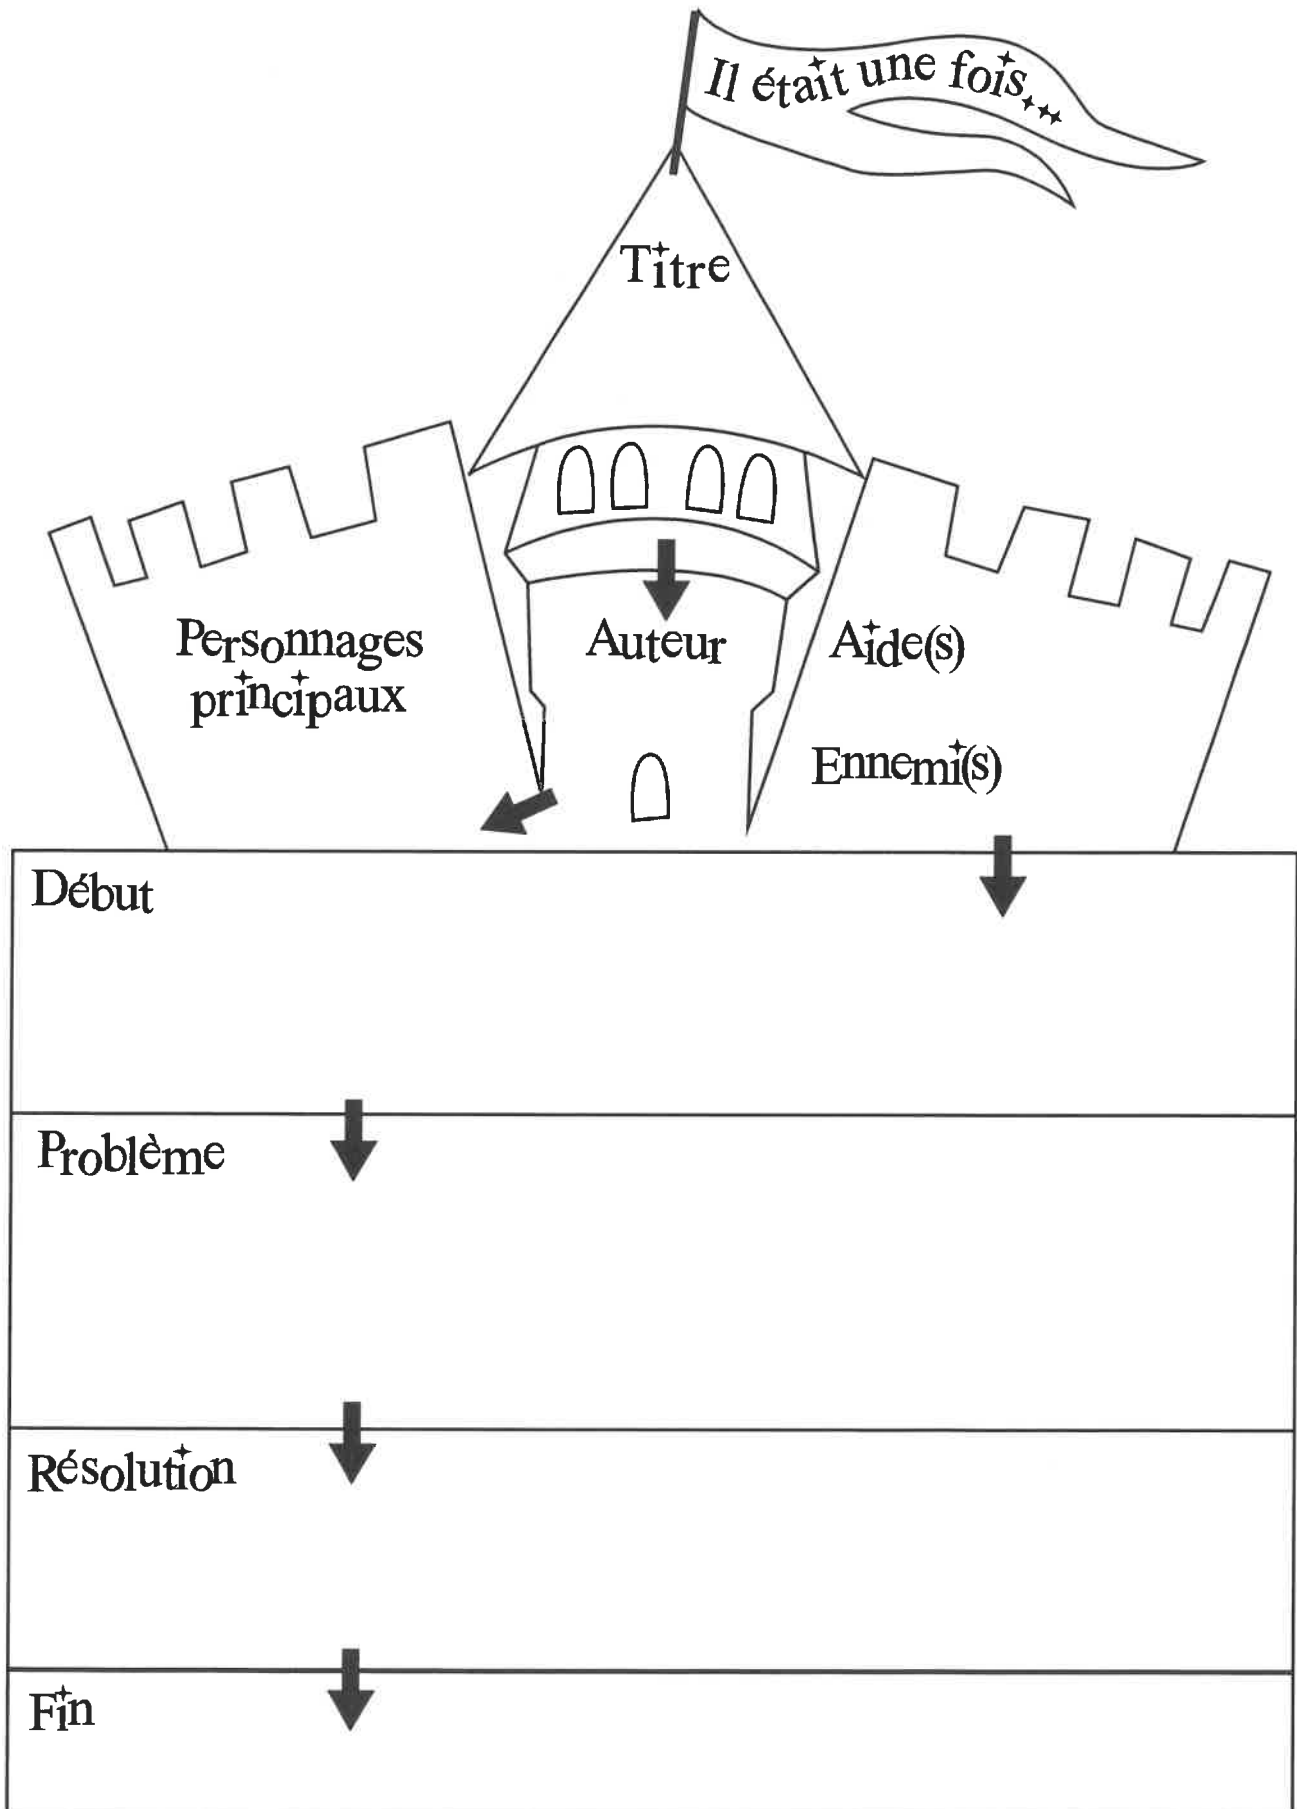 Il était une fois...
Titre
Personnages
principaux
Auteur
Aide(s)
Ennemi(s)
Début
Problème
Résolution
Fin